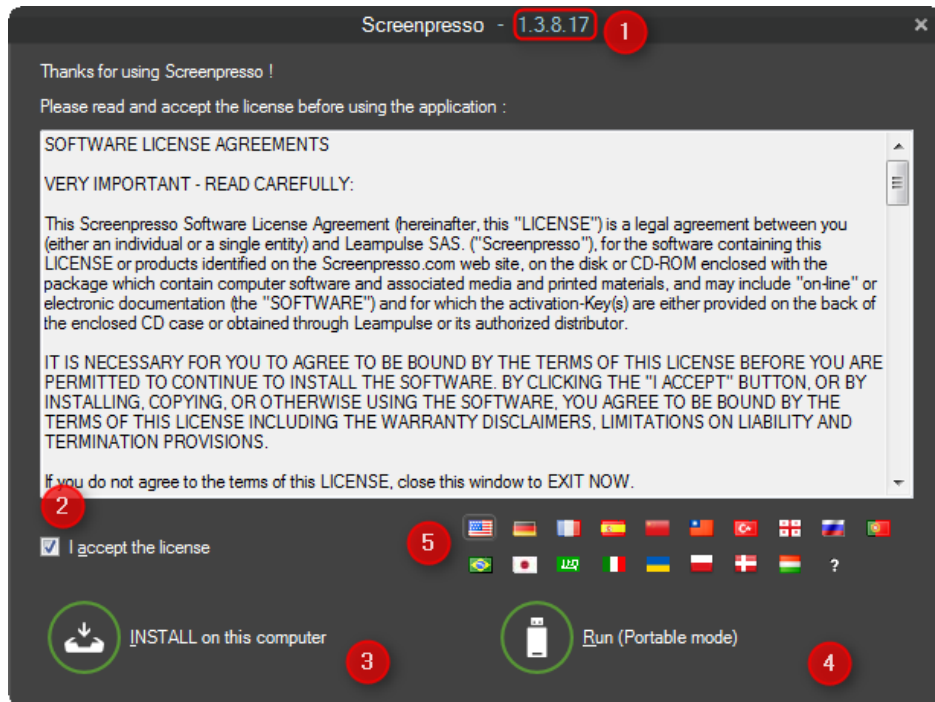 Screenpresso - 1.3.8.17
1
Thanks for using Screenpresso !
Please read and accept the license before using the application :
SOFTWARE LICENSE AGREEMENTS
VERY IMPORTANT - READ CAREFULLY:
This Screenpresso Software License Agreement (hereinafter, this "LICENSE") is a legal agreement between you
(either an individual or a single entity) and Learnpulse SAS. ("Screenpresso"), for the software containing this
LICENSE or products identified on the Screenpresso.com web site, on the disk or CD-ROM enclosed with the
package which contain computer software and associated media and printed materials, and may include "on-line" or
electronic documentation (the "SOFTWARE") and for which the activation-Key(s) are either provided on the back of
the enclosed CD case or obtained through Learnpulse or its authorized distributor.
IT IS NECESSARY FOR YOU TO AGREE TO BE BOUND BY THE TERMS OF THIS LICENSE BEFORE YOU ARE
PERMITTED TO CONTINUE TO INSTALL THE SOFTWARE. BY CLICKING THE "I ACCEPT" BUTTON, OR BY
INSTALLING, COPYING, OR OTHERWISE USING THE SOFTWARE, YOU AGREE TO BE BOUND BY THE
TERMS OF THIS LICENSE INCLUDING THE WARRANTY DISCLAIMERS, LIMITATIONS ON LIABILITY AND
TERMINATION PROVISIONS.
If you do not agree to the terms of this LICENSE, close this window to EXIT NOW.
2
I accept the license
5
?
INSTALL on this computer
3
Run (Portable mode)
4